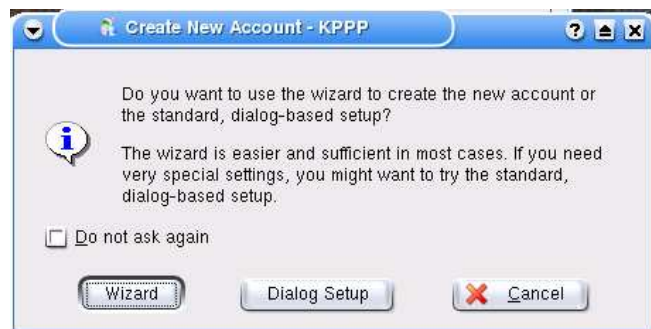 Create New Account - KPPP
Do you want to use the wizard to create the new account or
the standard, dialog-based setup?
The wizard is easier and sufficient in most cases. If you need
very special settings, you might want to try the standard,
dialog-based setup.
Do not ask again
Wizard
Dialog Setup
Cancel